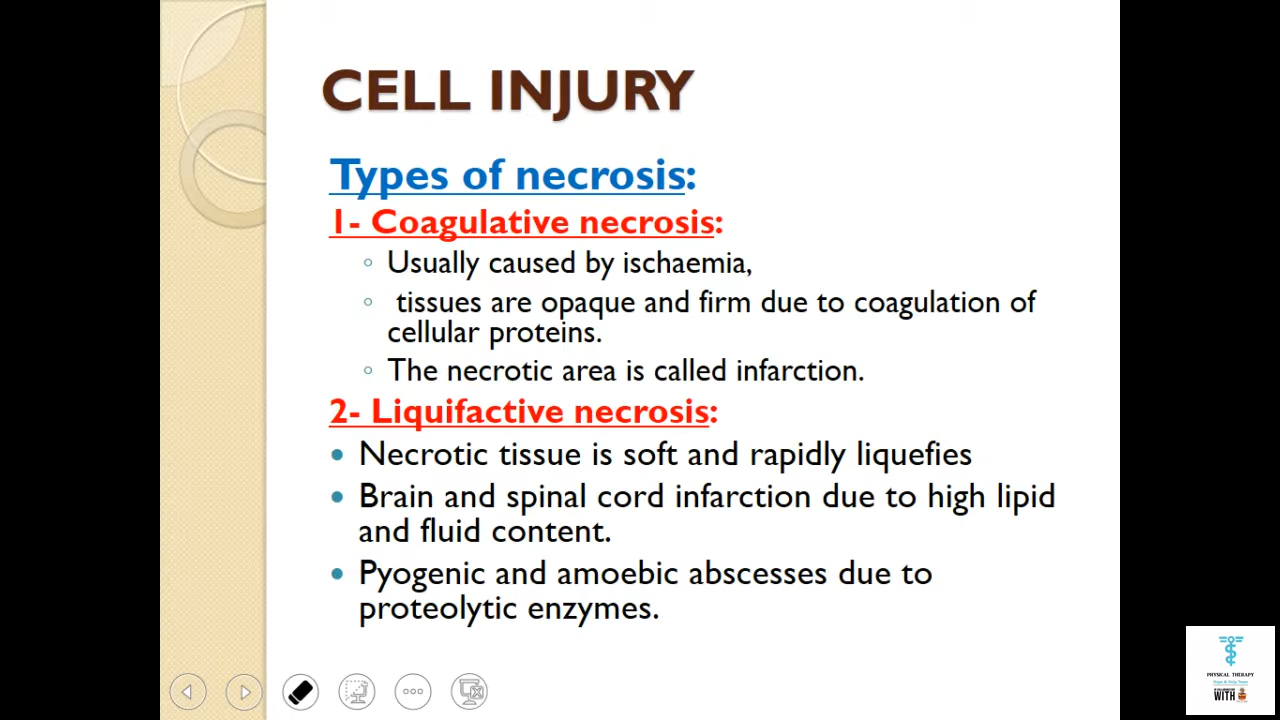 CELL INJURY
Types of necrosis:
1- Coagulative necrosis:
Usually caused by ischaemia,
tissues are opaque and firm due to coagulation of
cellular proteins.
The necrotic area is called infarction.
2- Liquifactive necrosis:
Necrotic tissue is soft and rapidly liquefies
Brain and spinal cord infarction due to high lipid
and fluid content.
Pyogenic and amoebic abscesses due to
proteolytic enzymes.
PHYSICAL THERAPY
WITH